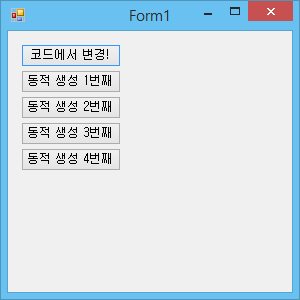 Form1
코드에서 변경!
동적 생성 1번째
동적 생성 2번째
동적 생성 3번째
동적 생성 4번째